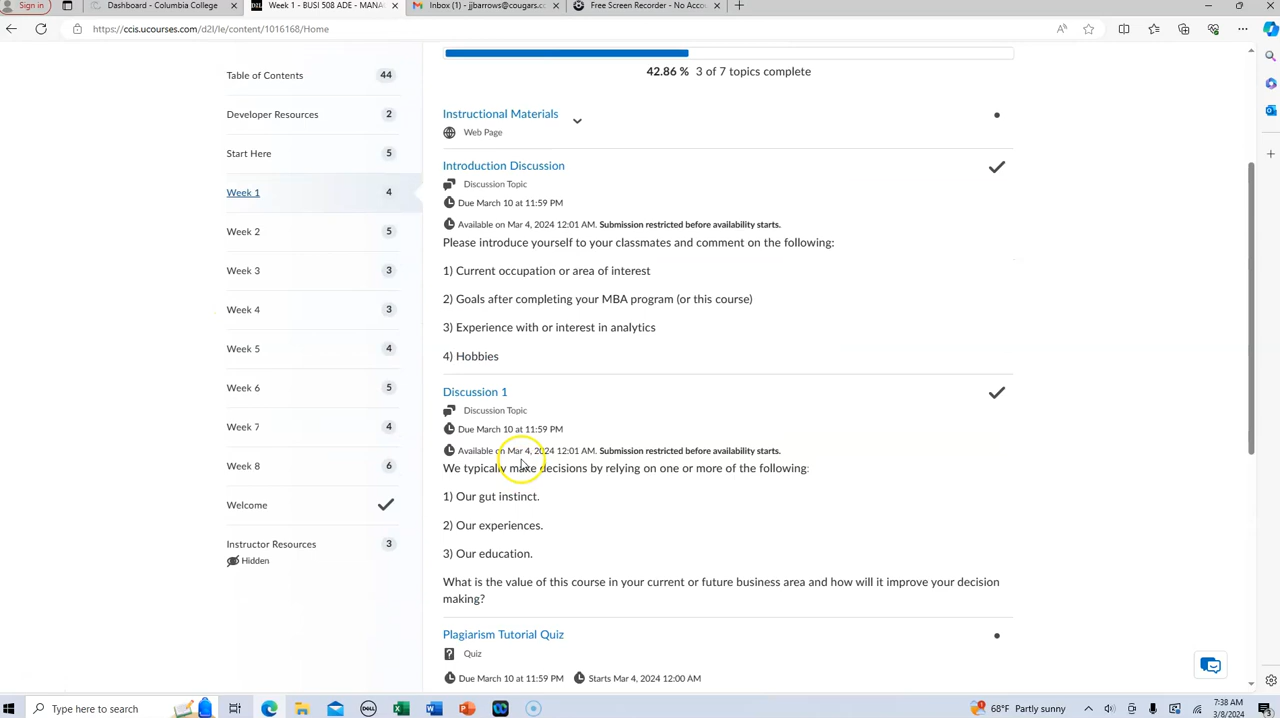 Sign in
Dashboard - Columbia College
Week 1 - BUSI 508 ADE - MANA
Inbox (1) - jjbarrows@cougars.cc
Free Screen Recorder - No Accou
https://ccis.ucourses.com/d2l/le/content/1016168/Home
Table of Contents 44
Developer Resources 2
Start Here 5
Week 1 4
Week 2 5
Week 3 3
Week 4 3
Week 5 4
Week 6 5
Week 7 4
Week 8 6
Welcome
Instructor Resources 3
Hidden
42.86 % 3 of 7 topics complete
Instructional Materials
Web Page
Introduction Discussion
Discussion Topic
Due March 10 at 11:59 PM
Available on Mar 4, 2024 12:01 AM. Submission restricted before availability starts.
Please introduce yourself to your classmates and comment on the following:
1) Current occupation or area of interest
2) Goals after completing your MBA program (or this course)
3) Experience with or interest in analytics
4) Hobbies
Discussion 1
Discussion Topic
Due March 10 at 11:59 PM
Available on Mar 4, 2024 12:01 AM. Submission restricted before availability starts.
We typically make decisions by relying on one or more of the following:
1) Our gut instinct.
2) Our experiences.
3) Our education.
What is the value of this course in your current or future business area and how will it improve your decision
making?
Plagiarism Tutorial Quiz
Quiz
Due March 10 at 11:59 PM Starts Mar 4, 2024 12:00 AM
Type here to search
68°F Partly sunny
7:38 AM
3/8/2024